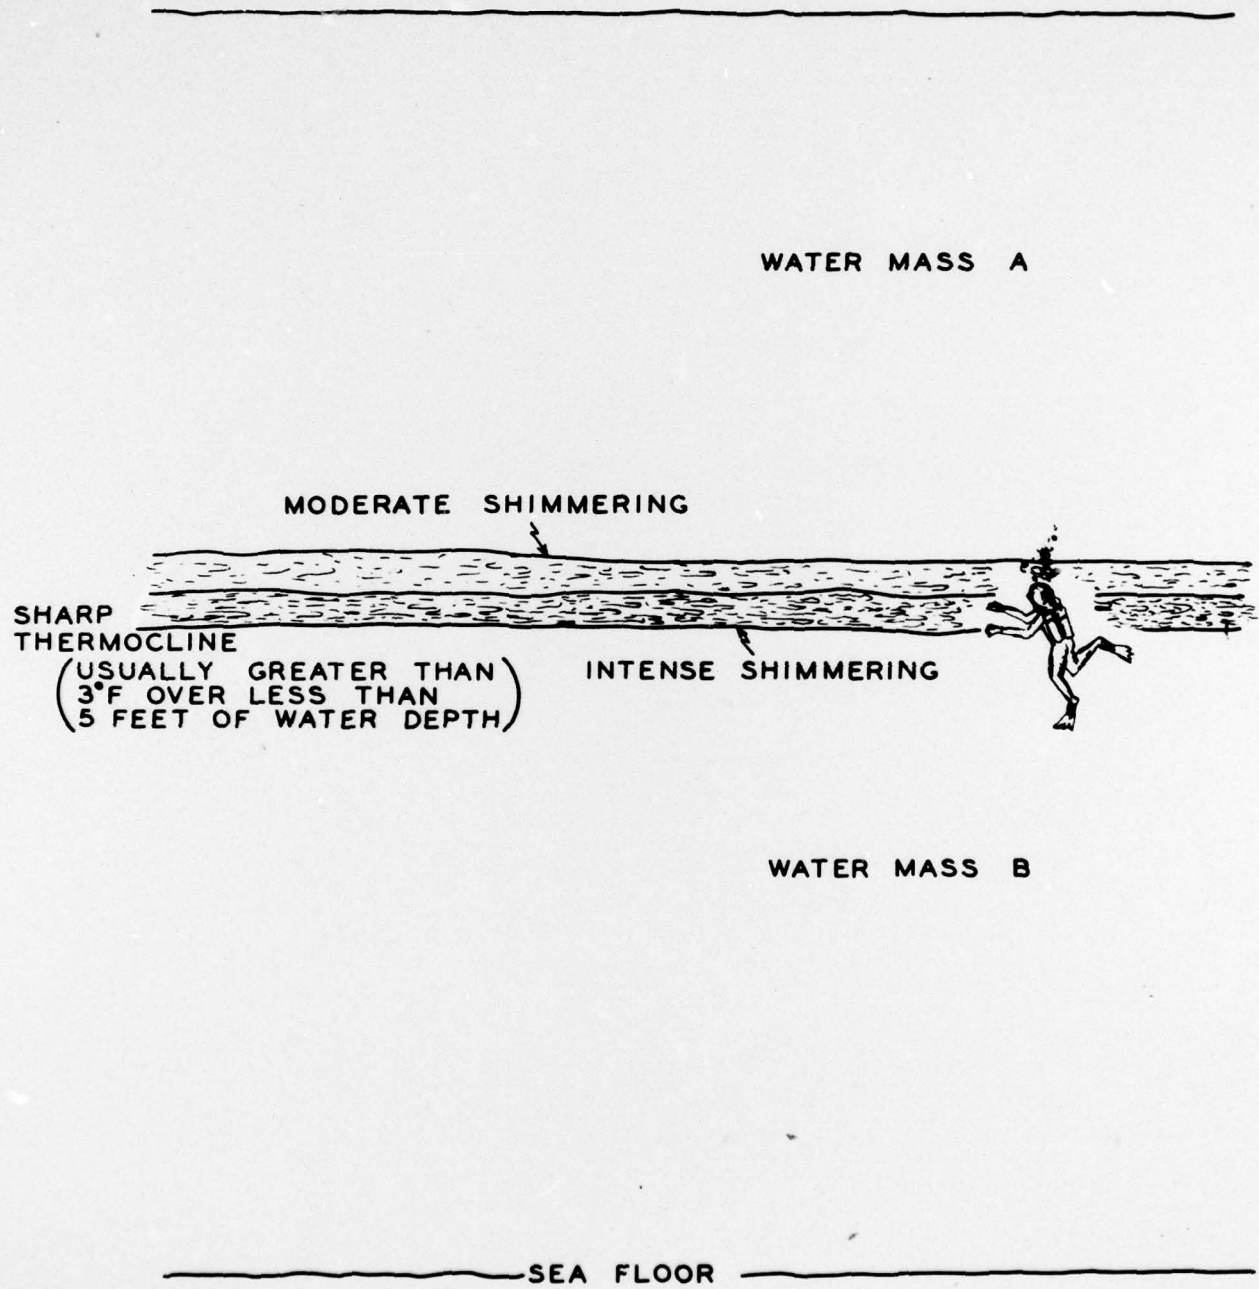 WATER MASS A
MODERATE SHIMMERING
SHARP
THERMOCLINE
(USUALLY GREATER THAN
3°F OVER LESS THAN
5 FEET OF WATER DEPTH)
INTENSE SHIMMERING
WATER MASS B
SEA FLOOR